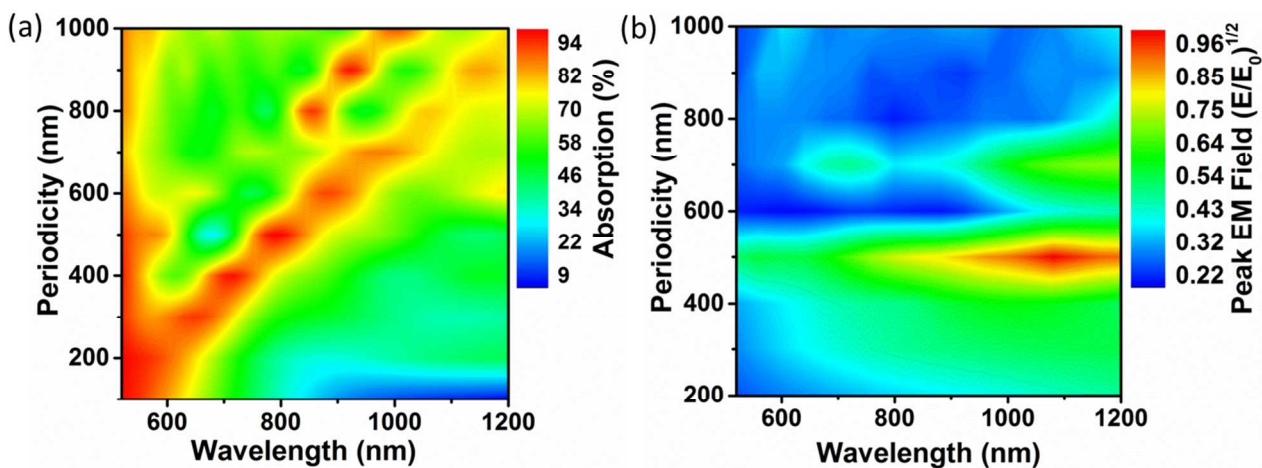 (a)
Periodicity (nm)
1000
800
600
400
200
600 800 1000 1200
Wavelength (nm)
94
82
70
58
46
34
22
9
Absorption (%)
(b)
Periodicity (nm)
1000
800
600
400
200
600 800 1000 1200
Wavelength (nm)
0.96
0.85
0.75
0.64
0.54
0.43
0.32
0.22
Peak EM Field (E/E₀)^1/2